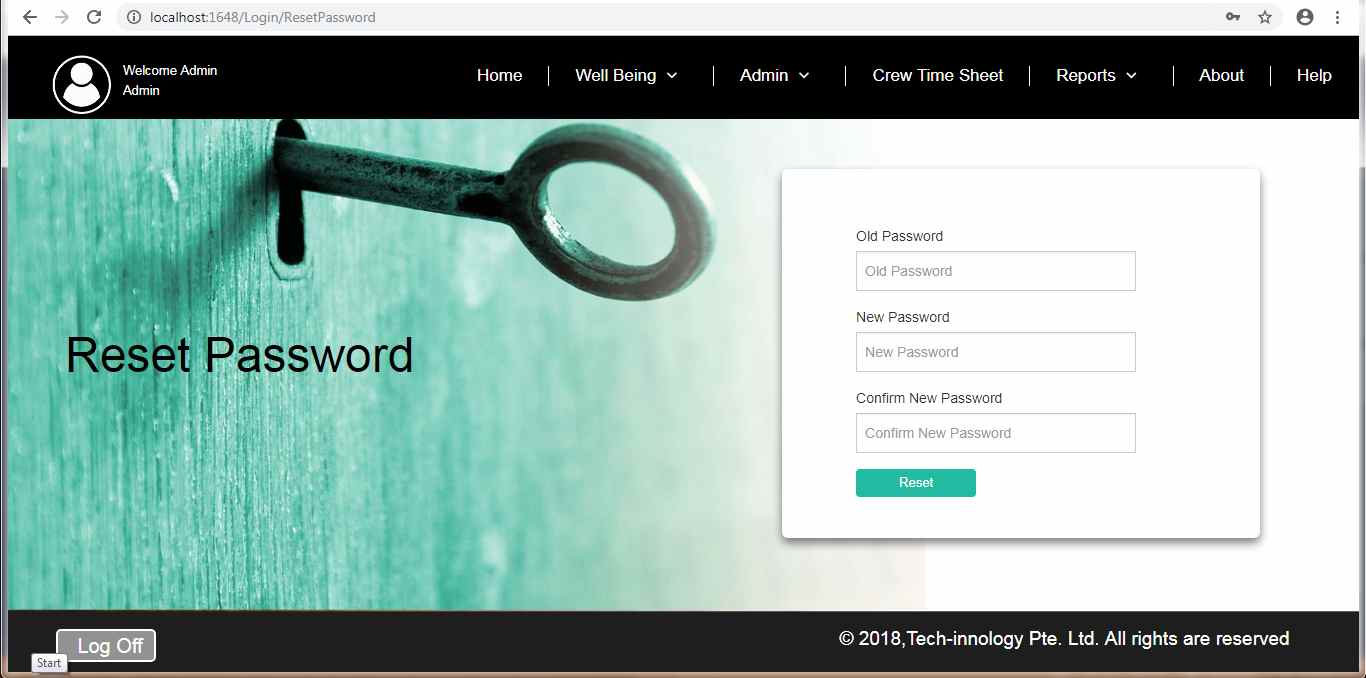 localhost:1648/Login/ResetPassword
Welcome Admin
Admin
Home
Well Being
Admin
Crew Time Sheet
Reports
About
Help
Reset Password
Old Password
Old Password
New Password
New Password
Confirm New Password
Confirm New Password
Reset
Log Off
© 2018,Tech-innology Pte. Ltd. All rights are reserved
Start